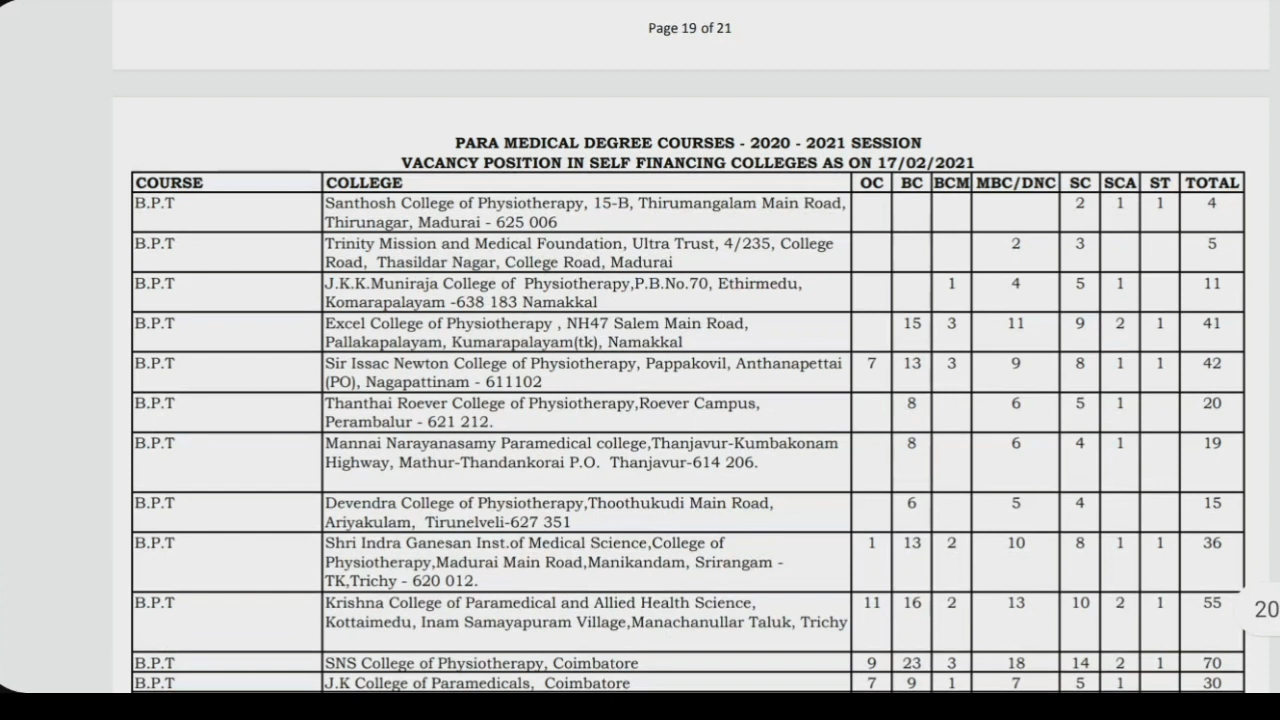 Page 19 of 21
PARA MEDICAL DEGREE COURSES - 2020 - 2021 SESSION
VACANCY POSITION IN SELF FINANCING COLLEGES AS ON 17/02/2021
COURSE COLLEGE OC BC BCM MBC/DNC SC SCA ST TOTAL
B.P.T Santhosh College of Physiotherapy, 15-B, Thirumangalam Main Road, 2 1 1 4
Thirunagar, Madurai - 625 006
B.P.T Trinity Mission and Medical Foundation, Ultra Trust, 4/235, College 2 3 5
Road, Thasildar Nagar, College Road, Madurai
B.P.T J.K.K.Muniraja College of Physiotherapy,P.B.No.70, Ethirmedu, 1 4 5 1 11
Komarapalayam -638 183 Namakkal
B.P.T Excel College of Physiotherapy , NH47 Salem Main Road, 15 3 11 9 2 1 41
Pallakapalayam, Kumarapalayam(tk), Namakkal
B.P.T Sir Issac Newton College of Physiotherapy, Pappakovil, Anthanapettai 7 13 3 9 8 1 1 42
(PO), Nagapattinam - 611102
B.P.T Thanthai Roever College of Physiotherapy,Roever Campus, 8 6 5 1 20
Perambalur - 621 212.
B.P.T Mannai Narayanasamy Paramedical college,Thanjavur-Kumbakonam 8 6 4 1 19
Highway, Mathur-Thandankorai P.O. Thanjavur-614 206.
B.P.T Devendra College of Physiotherapy,Thoothukudi Main Road, 6 5 4 15
Ariyakulam, Tirunelveli-627 351
B.P.T Shri Indra Ganesan Inst.of Medical Science,College of 1 13 2 10 8 1 1 36
Physiotherapy,Madurai Main Road,Manikandam, Srirangam -
TK,Trichy - 620 012.
B.P.T Krishna College of Paramedical and Allied Health Science, 11 16 2 13 10 2 1 55
Kottaimedu, Inam Samayapuram Village,Manachanullar Taluk, Trichy
20
B.P.T SNS College of Physiotherapy, Coimbatore 9 23 3 18 14 2 1 70
B.P.T J.K College of Paramedicals, Coimbatore 7 9 1 7 5 1 30